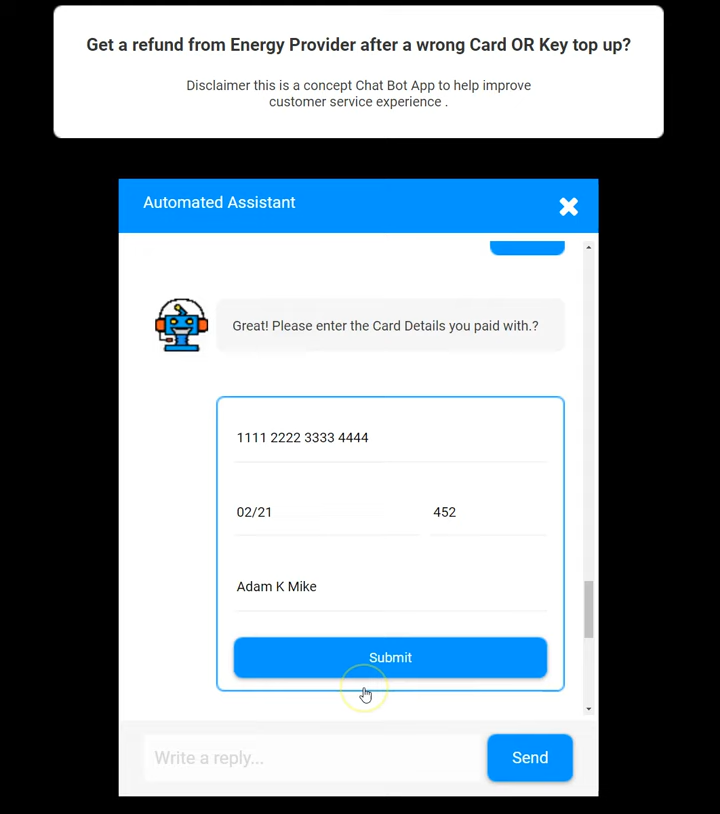 Get a refund from Energy Provider after a wrong Card OR Key top up?
Disclaimer this is a concept Chat Bot App to help improve
customer service experience .
Automated Assistant
Great! Please enter the Card Details you paid with.?
1111 2222 3333 4444
02/21 452
Adam K Mike
Submit
Write a reply...
Send